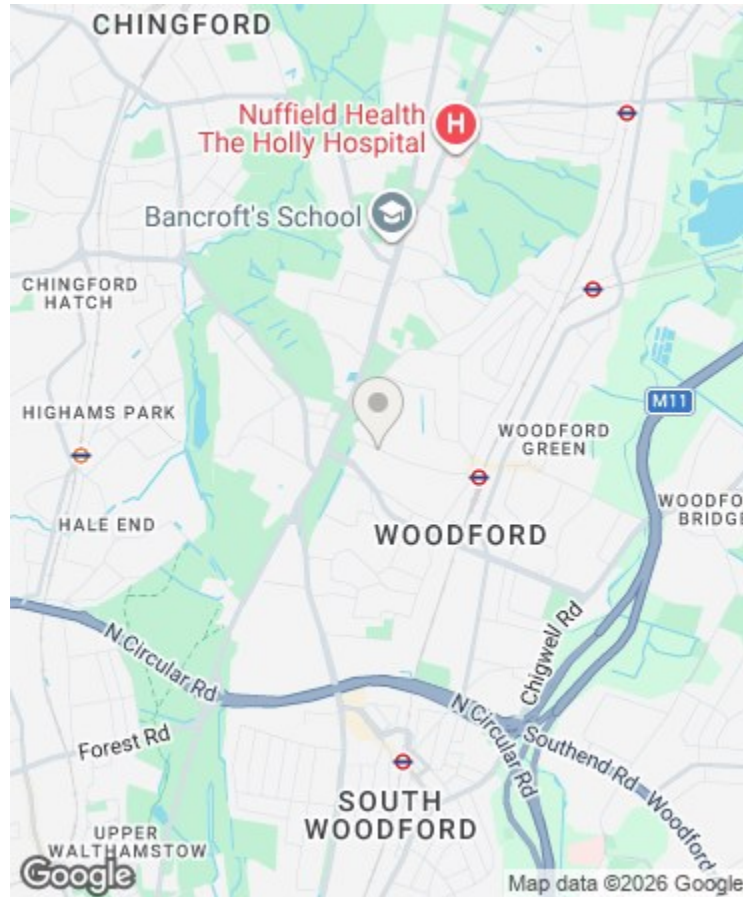 CHINGFORD
Nuffield Health
The Holly Hospital
H
Bancroft's School
CHINGFORD
HATCH
M11
HIGHAMS PARK
WOODFORD
GREEN
WOODFO
BRIDGE
HALE END
WOODFORD
Chigwell Rd
N Circular Rd
N Circular Rd
Southend Rd
Woodford
Forest Rd
SOUTH
WOODFORD
UPPER
WALTHAMSTOW
Google
Map data ©2026 Google